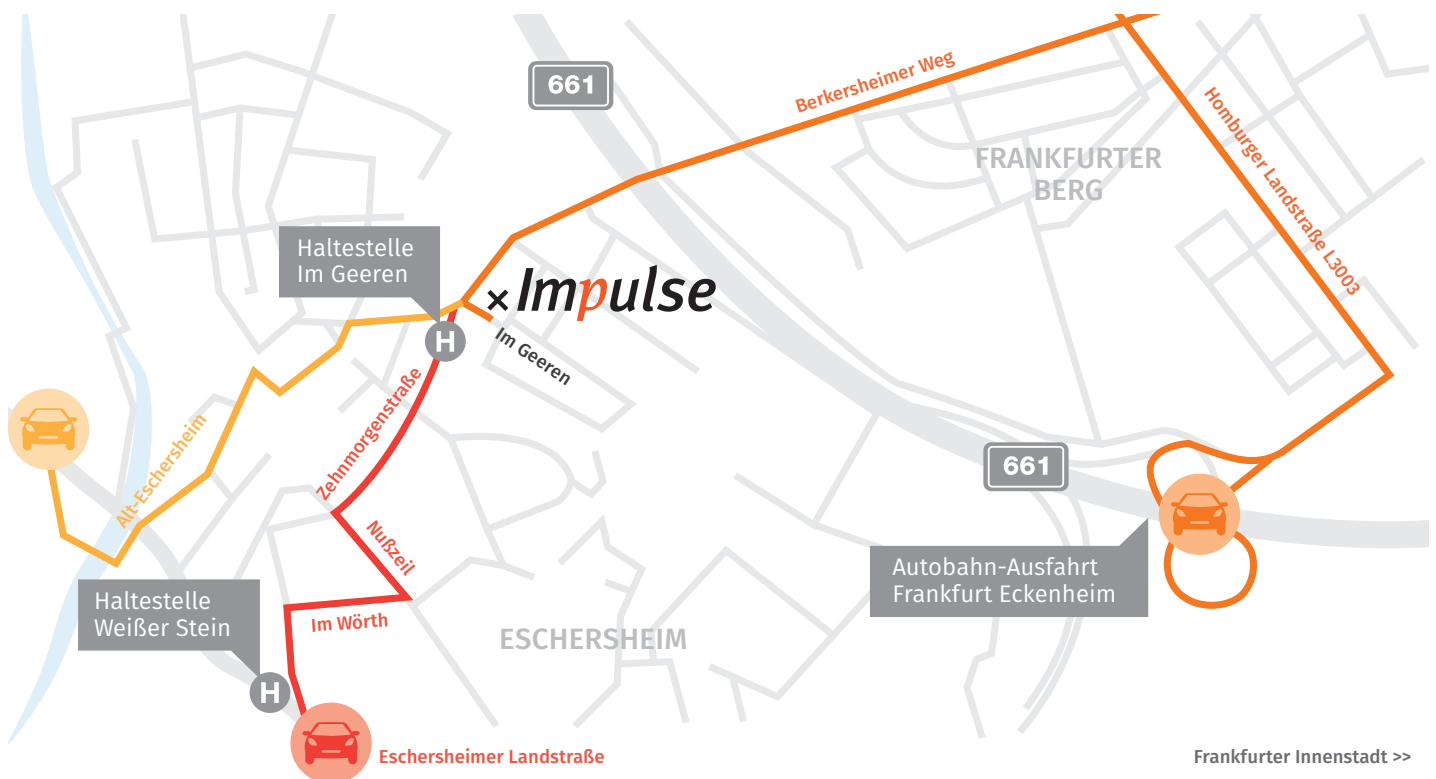 661
Berkersheimer Weg
Homburger Landstraße L3003
FRANKFURTER
BERG
Haltestelle
Im Geeren
×Impulse
H
Im Geeren
Zehnmorgenstraße
Alt-Eschersheim
661
Nußzeil
Autobahn-Ausfahrt
Frankfurt Eckenheim
Haltestelle
Weißer Stein
Im Wörth
ESCHERSHEIM
H
Eschersheimer Landstraße
Frankfurter Innenstadt >>